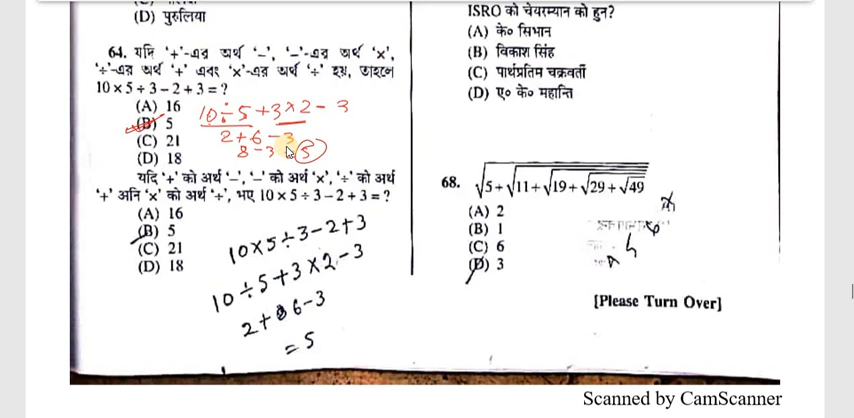 (D) পুরুলিয়া
64. যদি '+'-এর অর্থ '–', '–'-এর অর্থ 'x',
'÷'-এর অর্থ '+' এবং 'x'-এর অর্থ '÷' হয়, তাহলে
10 x 5 ÷ 3 – 2 + 3 = ?
(A) 16
(B) 5
(C) 21
(D) 18
10 ÷ 5 + 3 x 2 – 3
2 + 6 – 3
8 – 3
5
यदि '+' को अर्थ '–', '–' को अर्थ 'x', '÷' को अर्थ
'+' अनि 'x' को अर्थ '÷', भए 10 x 5 ÷ 3 – 2 + 3 = ?
(A) 16
(B) 5
(C) 21
(D) 18
10 x 5 ÷ 3 – 2 + 3
10 ÷ 5 + 3 x 2 – 3
2 + 6 – 3
= 5
ISRO को चेयरम्यान को हुन?
(A) के० सिभान
(B) विकाश सिंह
(C) पार्थप्रतिम चक्रवर्ती
(D) ए० के० महान्ति
68. √5 + √11 + √19 + √29 + √49
(A) 2
(B) 1
(C) 6
(D) 3
[Please Turn Over]
Scanned by CamScanner